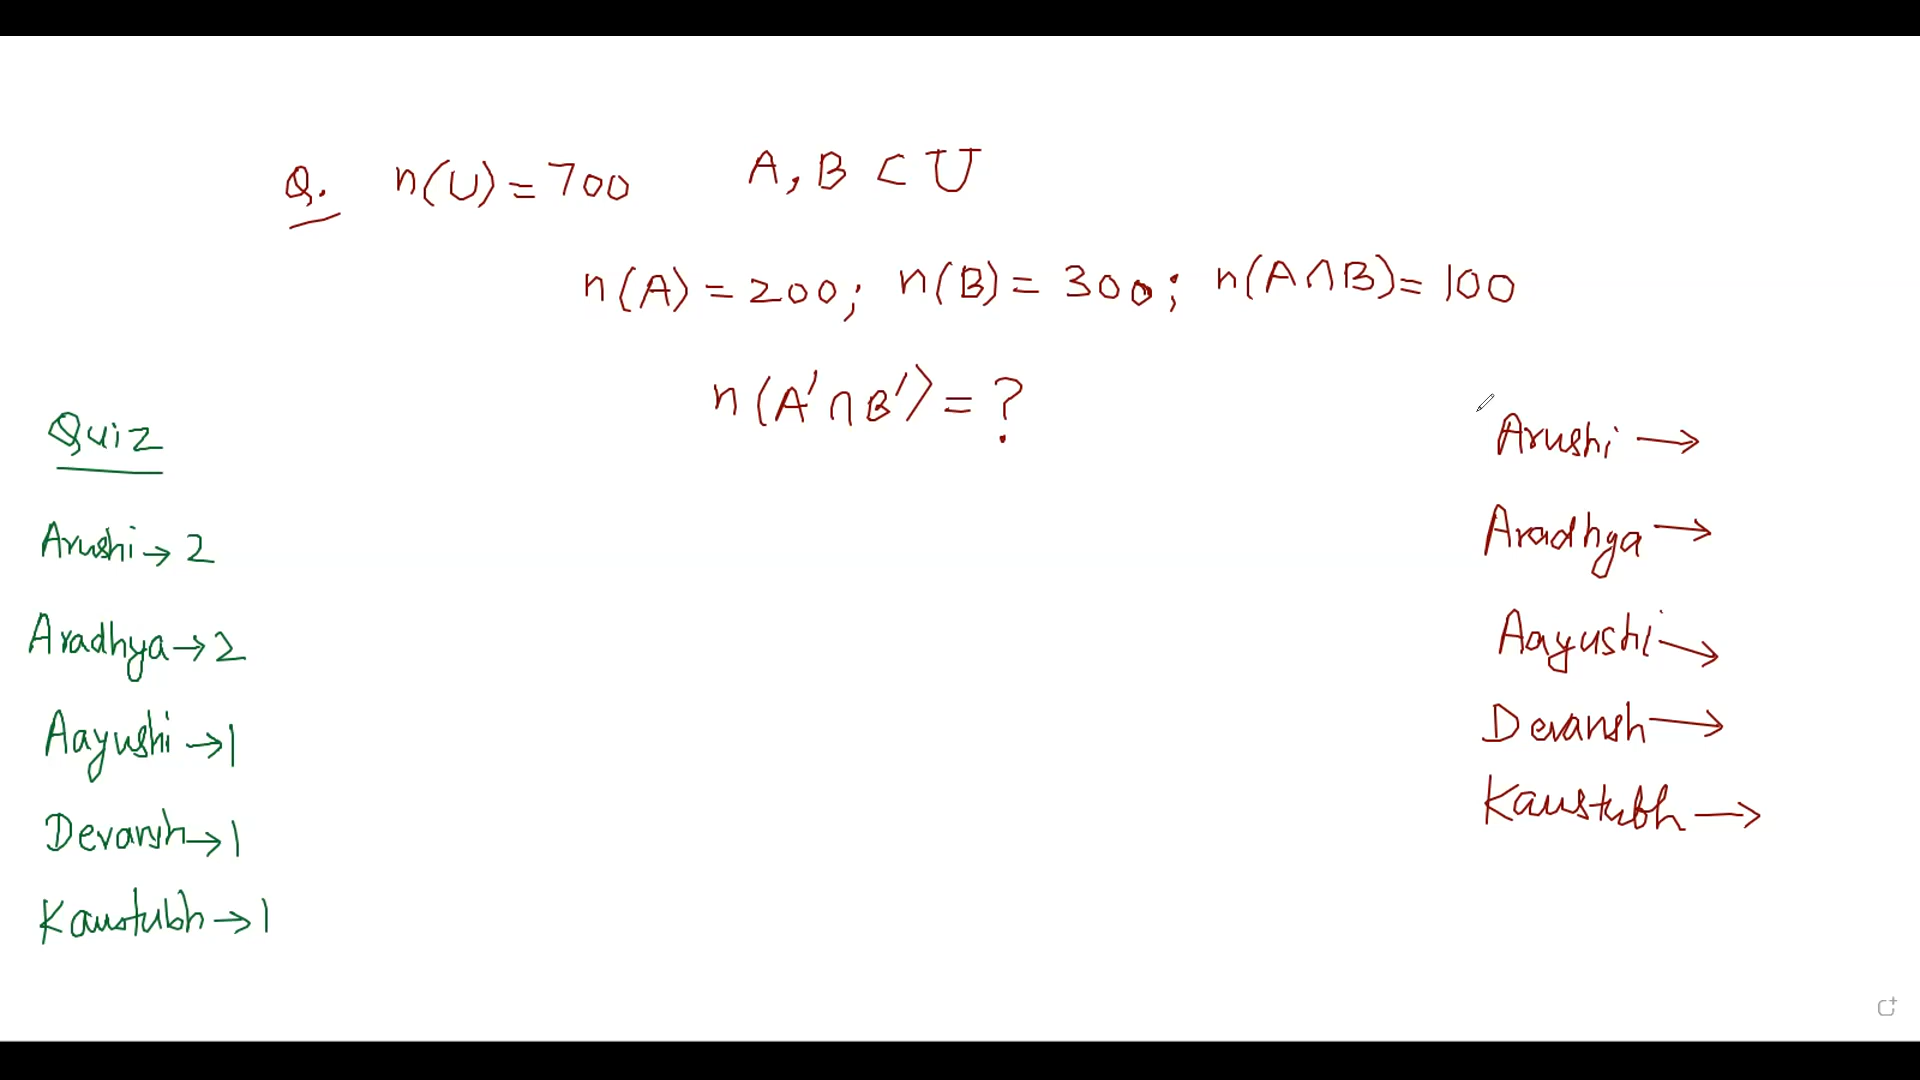 Q. n(U) = 700 A, B ⊂ U
n(A) = 200; n(B) = 300; n(A∩B) = 100
n(A'∩B') = ?
Quiz
Arushi → 2
Aradhya → 2
Aayushi → 1
Devansh → 1
Kaustubh → 1
Arushi →
Aradhya →
Aayushi →
Devansh →
Kaustubh →